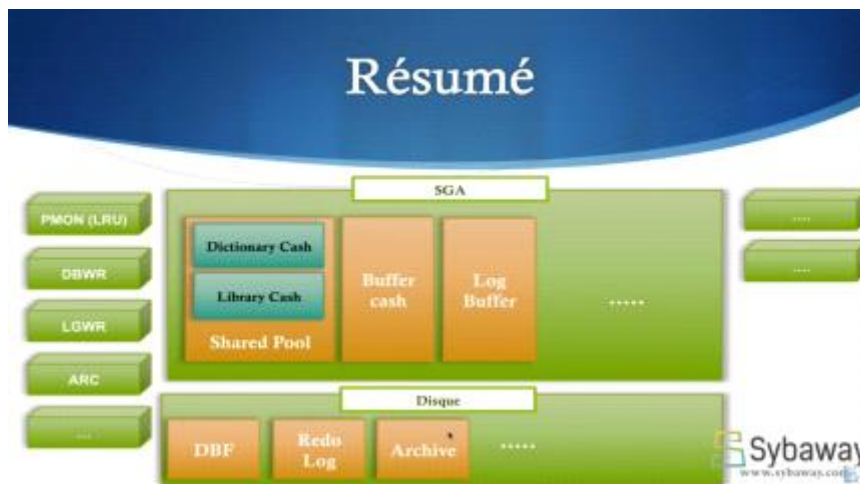 Résumé
SGA
PMON (LRU)
DBWR
LGWR
ARC
...
Dictionary Cash
Library Cash
Shared Pool
Buffer
cash
Log
Buffer
.....
....
....
Disque
DBF
Redo
Log
Archive
.....
Sybaway
www.sybaway.com